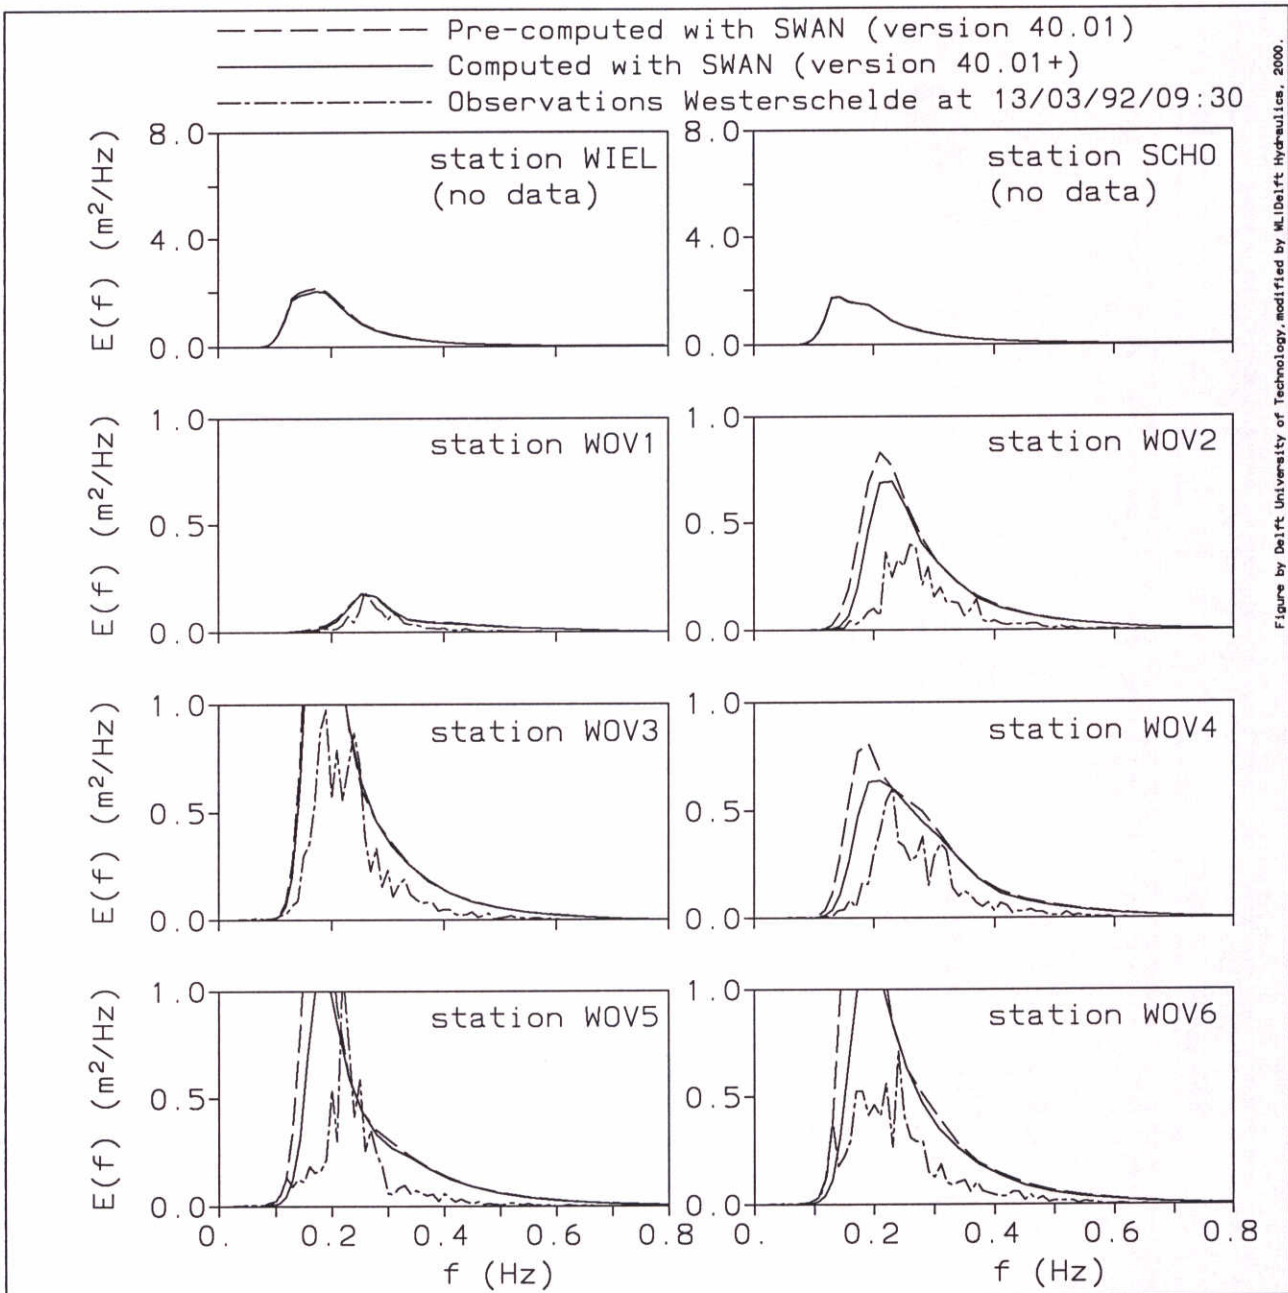 Pre-computed with SWAN (version 40.01)
Computed with SWAN (version 40.01+)
Observations Westerschelde at 13/03/92/09:30
E(f) (m²/Hz)
8.0
4.0
0.0
station WIEL
(no data)
8.0
4.0
0.0
station SCHO
(no data)
E(f) (m²/Hz)
1.0
0.5
0.0
station WOV1
1.0
0.5
0.0
station WOV2
E(f) (m²/Hz)
1.0
0.5
0.0
station WOV3
1.0
0.5
0.0
station WOV4
E(f) (m²/Hz)
1.0
0.5
0.0
station WOV5
1.0
0.5
0.0
station WOV6
0. 0.2 0.4 0.6 0.8
f (Hz)
0. 0.2 0.4 0.6 0.8
f (Hz)
Figure by Delft University of Technology, modified by WL|Delft Hydraulics, 2000.